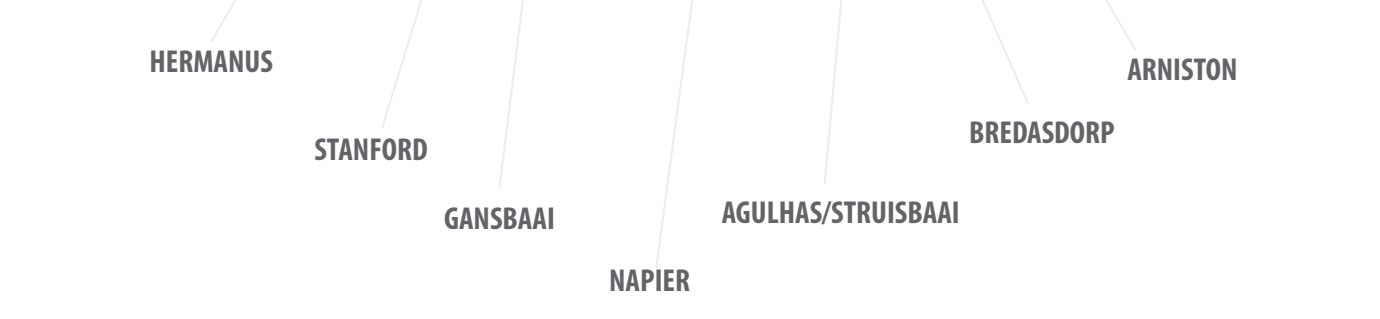 HERMANUS
STANFORD
GANSBAAI
NAPIER
AGULHAS/STRUISBAAI
BREDASDORP
ARNISTON